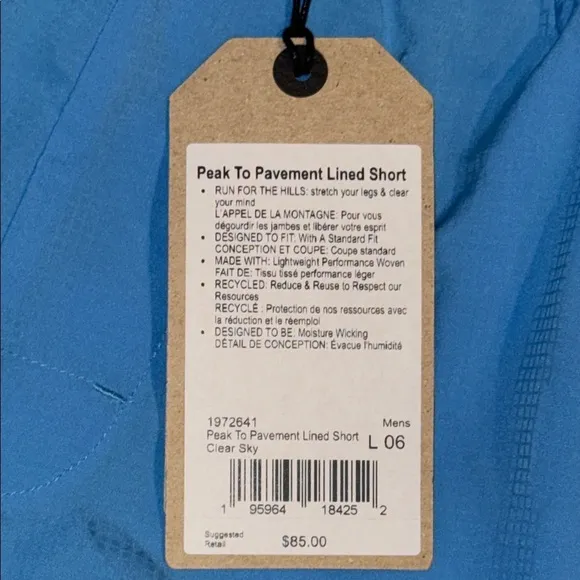 Peak To Pavement Lined Short
• RUN FOR THE HILLS: stretch your legs & clear
your mind
L'APPEL DE LA MONTAGNE: Pour vous
dégourdir les jambes et libérer votre esprit
• DESIGNED TO FIT: With A Standard Fit
CONCEPTION ET COUPE: Coupe standard
• MADE WITH: Lightweight Performance Woven
FAIT DE: Tissu tissé performance léger
• RECYCLED: Reduce & Reuse to Respect our
Resources
RECYCLÉ : Protection de nos ressources avec
la réduction et le réemploi
• DESIGNED TO BE: Moisture Wicking
DÉTAIL DE CONCEPTION: Évacue l'humidité
1972641 Mens
Peak To Pavement Lined Short L 06
Clear Sky
1 95964 18425 2
Suggested
Retail $85.00